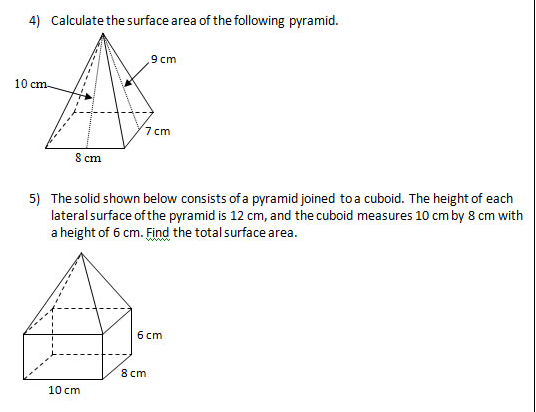 4) Calculate the surface area of the following pyramid.
9 cm
10 cm
7 cm
8 cm
5) The solid shown below consists of a pyramid joined to a cuboid. The height of each
lateral surface of the pyramid is 12 cm, and the cuboid measures 10 cm by 8 cm with
a height of 6 cm. Find the total surface area.
6 cm
8 cm
10 cm